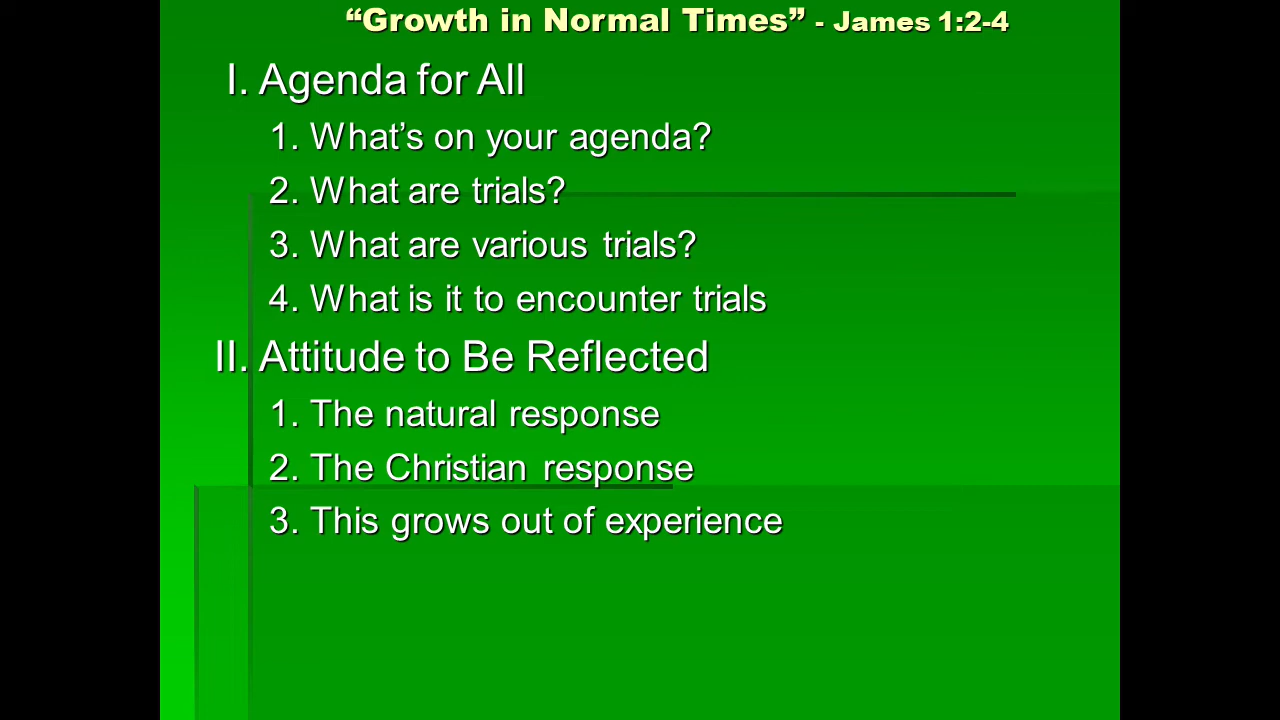 “Growth in Normal Times” - James 1:2-4
I. Agenda for All
1. What’s on your agenda?
2. What are trials?
3. What are various trials?
4. What is it to encounter trials
II. Attitude to Be Reflected
1. The natural response
2. The Christian response
3. This grows out of experience